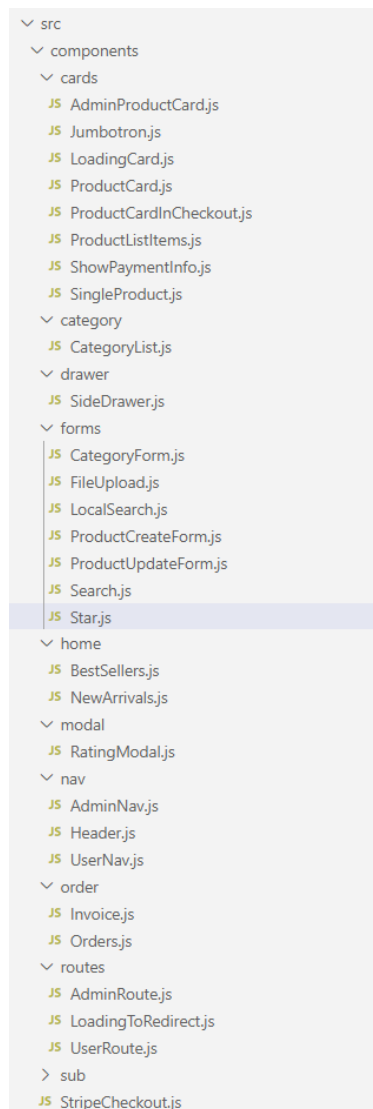 src
components
cards
JS AdminProductCard.js
JS Jumbotron.js
JS LoadingCard.js
JS ProductCard.js
JS ProductCardInCheckout.js
JS ProductListItems.js
JS ShowPaymentInfo.js
JS SingleProduct.js
category
JS CategoryList.js
drawer
JS SideDrawer.js
forms
JS CategoryForm.js
JS FileUpload.js
JS LocalSearch.js
JS ProductCreateForm.js
JS ProductUpdateForm.js
JS Search.js
JS Star.js
home
JS BestSellers.js
JS NewArrivals.js
modal
JS RatingModal.js
nav
JS AdminNav.js
JS Header.js
JS UserNav.js
order
JS Invoice.js
JS Orders.js
routes
JS AdminRoute.js
JS LoadingToRedirect.js
JS UserRoute.js
sub
JS StripeCheckout.js